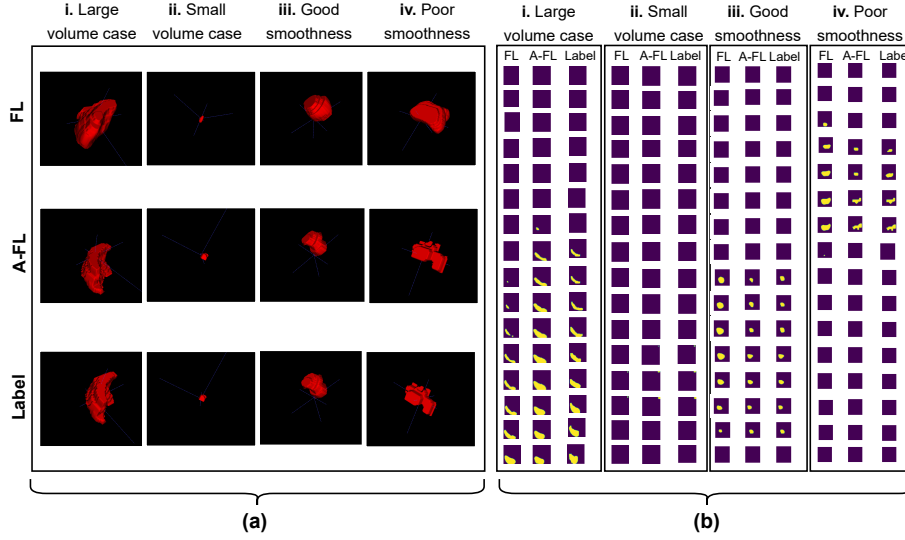 i. Large volume case
ii. Small volume case
iii. Good smoothness
iv. Poor smoothness
i. Large volume case
ii. Small volume case
iii. Good smoothness
iv. Poor smoothness
FL A-FL Label
FL A-FL Label
FL A-FL Label
FL A-FL Label
FL
A-FL
Label
(a)
(b)